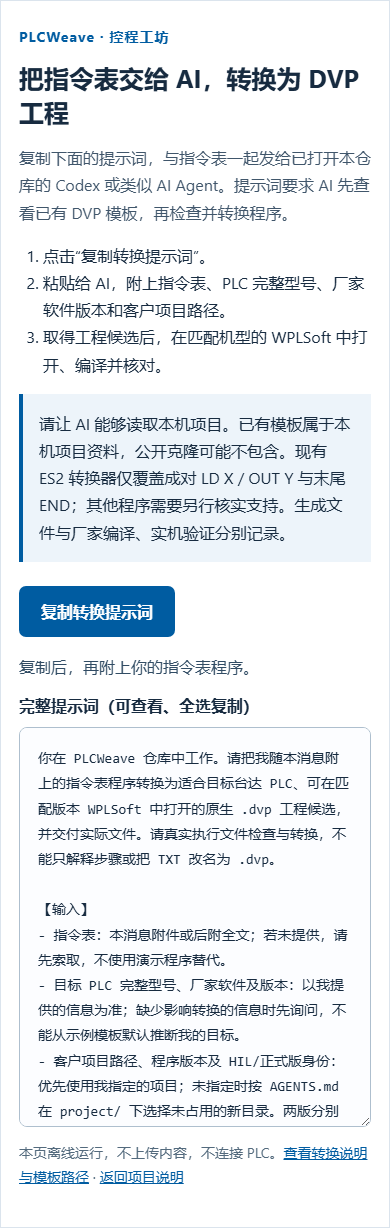 PLCWeave · 控程工坊
把指令表交给 AI，转换为 DVP
工程
复制下面的提示词，与指令表一起发给已打开本仓
库的 Codex 或类似 AI Agent。提示词要求 AI 先查
看已有 DVP 模板，再检查并转换程序。
1. 点击“复制转换提示词”。
2. 粘贴给 AI，附上指令表、PLC 完整型号、厂家
软件版本和客户项目路径。
3. 取得工程候选后，在匹配机型的 WPLSoft 中打
开、编译并核对。
请让 AI 能够读取本机项目。已有模板属于本
机项目资料，公开克隆可能不包含。现有
ES2 转换器仅覆盖成对 LD X / OUT Y 与末尾
END；其他程序需要另行核实支持。生成文
件与厂家编译、实机验证分别记录。
复制转换提示词
复制后，再附上你的指令表程序。
完整提示词（可查看、全选复制）
你在 PLCWeave 仓库中工作。请把我随本消息附
上的指令表程序转换为适合目标台达 PLC、可在匹
配版本 WPLSoft 中打开的原生 .dvp 工程候选，
并交付实际文件。请真实执行文件检查与转换，不
能只解释步骤或把 TXT 改名为 .dvp。
【输入】
- 指令表：本消息附件或后附全文；若未提供，请
先索取，不使用演示程序替代。
- 目标 PLC 完整型号、厂家软件及版本：以我提
供的信息为准；缺少影响转换的信息时先询问，不
能从示例模板默认推断我的目标。
- 客户项目路径、程序版本及 HIL/正式版身份：
优先使用我指定的项目；未指定时按 AGENTS.md
在 project/ 下选择未占用的新目录。两版分别
本页离线运行，不上传内容，不连接 PLC。查看转换说明
与模板路径 · 返回项目说明